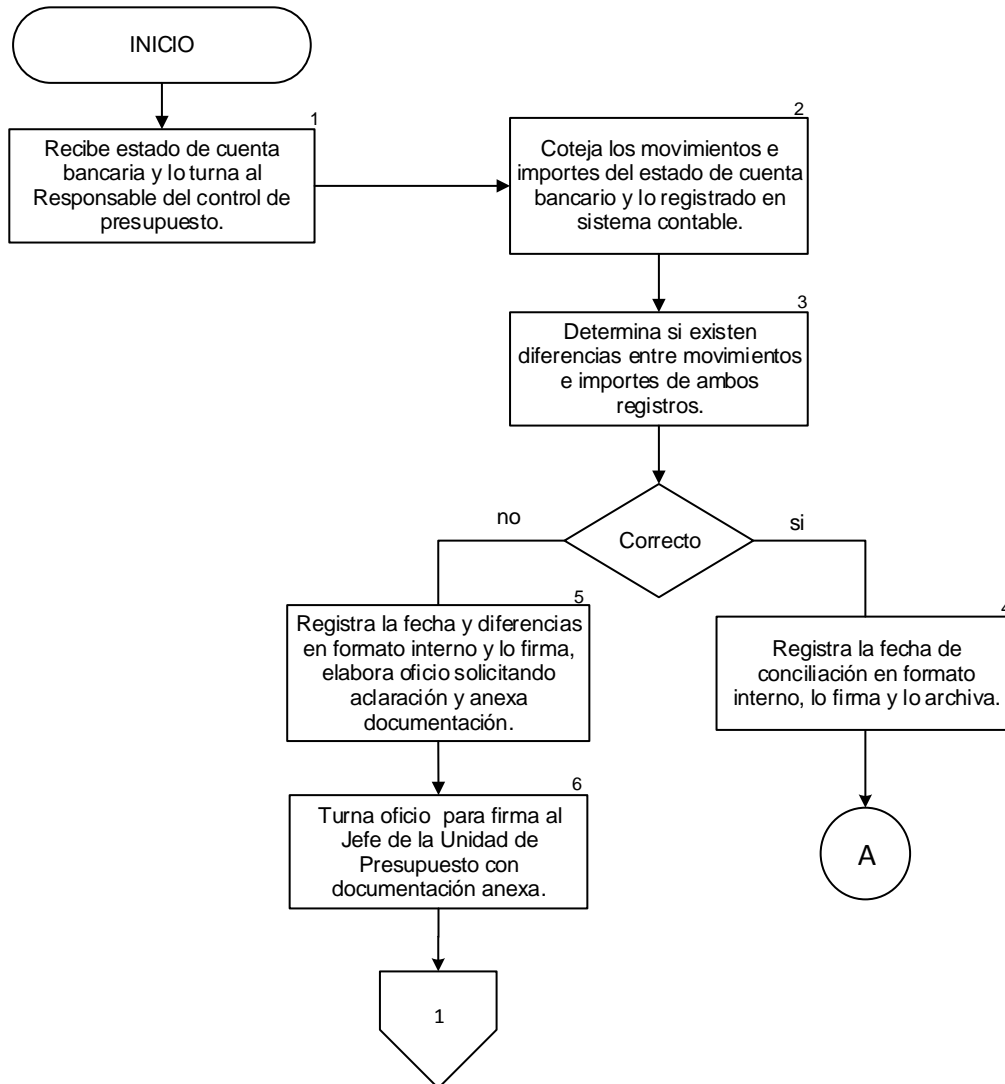 INICIO
1
Recibe estado de cuenta
bancaria y lo turna al
Responsable del control de
presupuesto.
2
Coteja los movimientos e
importes del estado de cuenta
bancario y lo registrado en
sistema contable.
3
Determina si existen
diferencias entre movimientos
e importes de ambos
registros.
Correcto
no
si
5
Registra la fecha y diferencias
en formato interno y lo firma,
elabora oficio solicitando
aclaración y anexa
documentación.
4
Registra la fecha de
conciliación en formato
interno, lo firma y lo archiva.
6
Turna oficio para firma al
Jefe de la Unidad de
Presupuesto con
documentación anexa.
A
1